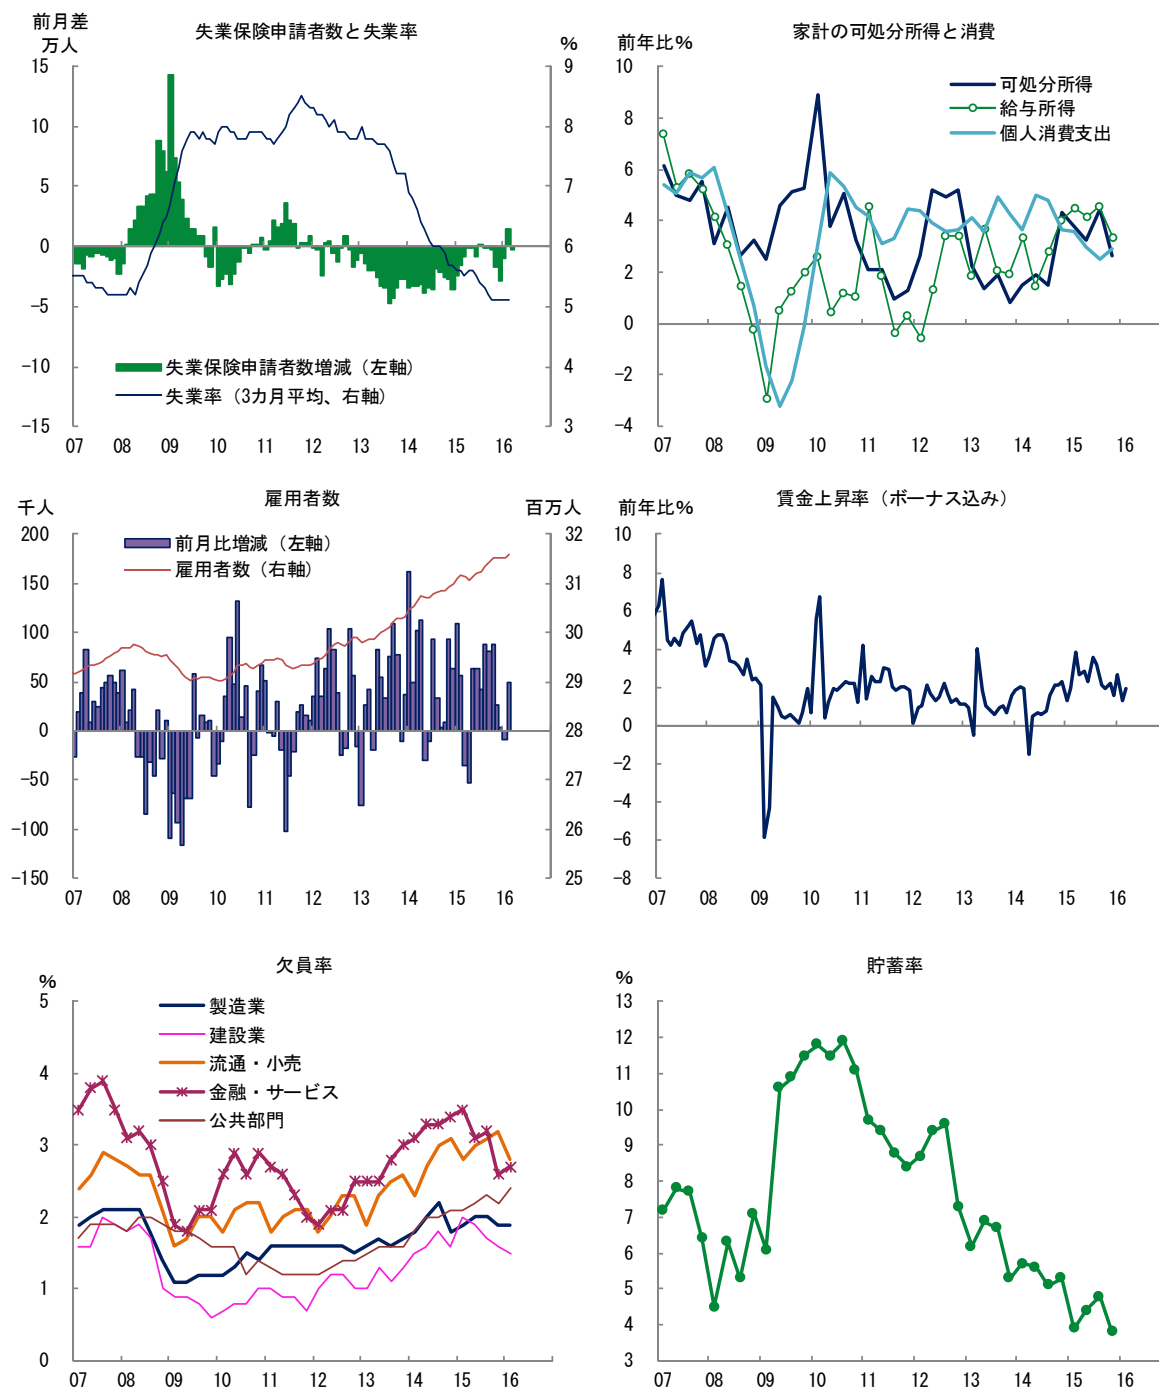 失業保険申請者数と失業率
前月差
万人
%
15
10
5
0
−5
−10
−15
9
8
7
6
5
4
3
失業保険申請者数増減（左軸）
失業率（3カ月平均、右軸）
07 08 09 10 11 12 13 14 15 16
家計の可処分所得と消費
前年比%
10
8
6
4
2
0
−2
−4
可処分所得
給与所得
個人消費支出
07 08 09 10 11 12 13 14 15 16
雇用者数
千人
百万人
200
150
100
50
0
−50
−100
−150
32
31
30
29
28
27
26
25
前月比増減（左軸）
雇用者数（右軸）
07 08 09 10 11 12 13 14 15 16
賃金上昇率（ボーナス込み）
前年比%
10
8
6
4
2
0
−2
−4
−6
−8
07 08 09 10 11 12 13 14 15 16
欠員率
%
5
4
3
2
1
0
製造業
建設業
流通・小売
金融・サービス
公共部門
07 08 09 10 11 12 13 14 15 16
貯蓄率
%
13
12
11
10
9
8
7
6
5
4
3
07 08 09 10 11 12 13 14 15 16